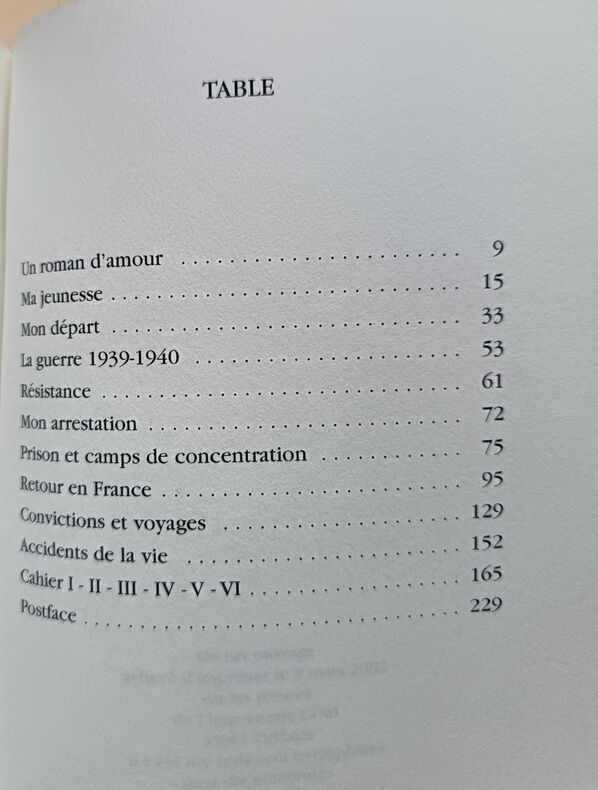 TABLE
Un roman d'amour . . . . . . . . . . . . . . . . . . . . . . . . 9
Ma jeunesse . . . . . . . . . . . . . . . . . . . . . . . . . . . . . 15
Mon départ . . . . . . . . . . . . . . . . . . . . . . . . . . . . . 33
La guerre 1939-1940 . . . . . . . . . . . . . . . . . . . . . . 53
Résistance . . . . . . . . . . . . . . . . . . . . . . . . . . . . . . 61
Mon arrestation . . . . . . . . . . . . . . . . . . . . . . . . . . 72
Prison et camps de concentration . . . . . . . . . . . . 75
Retour en France . . . . . . . . . . . . . . . . . . . . . . . . . 95
Convictions et voyages . . . . . . . . . . . . . . . . . . . . 129
Accidents de la vie . . . . . . . . . . . . . . . . . . . . . . . 152
Cahier I - II - III - IV - V - VI . . . . . . . . . . . . . . . . . . 165
Postface . . . . . . . . . . . . . . . . . . . . . . . . . . . . . . . 229